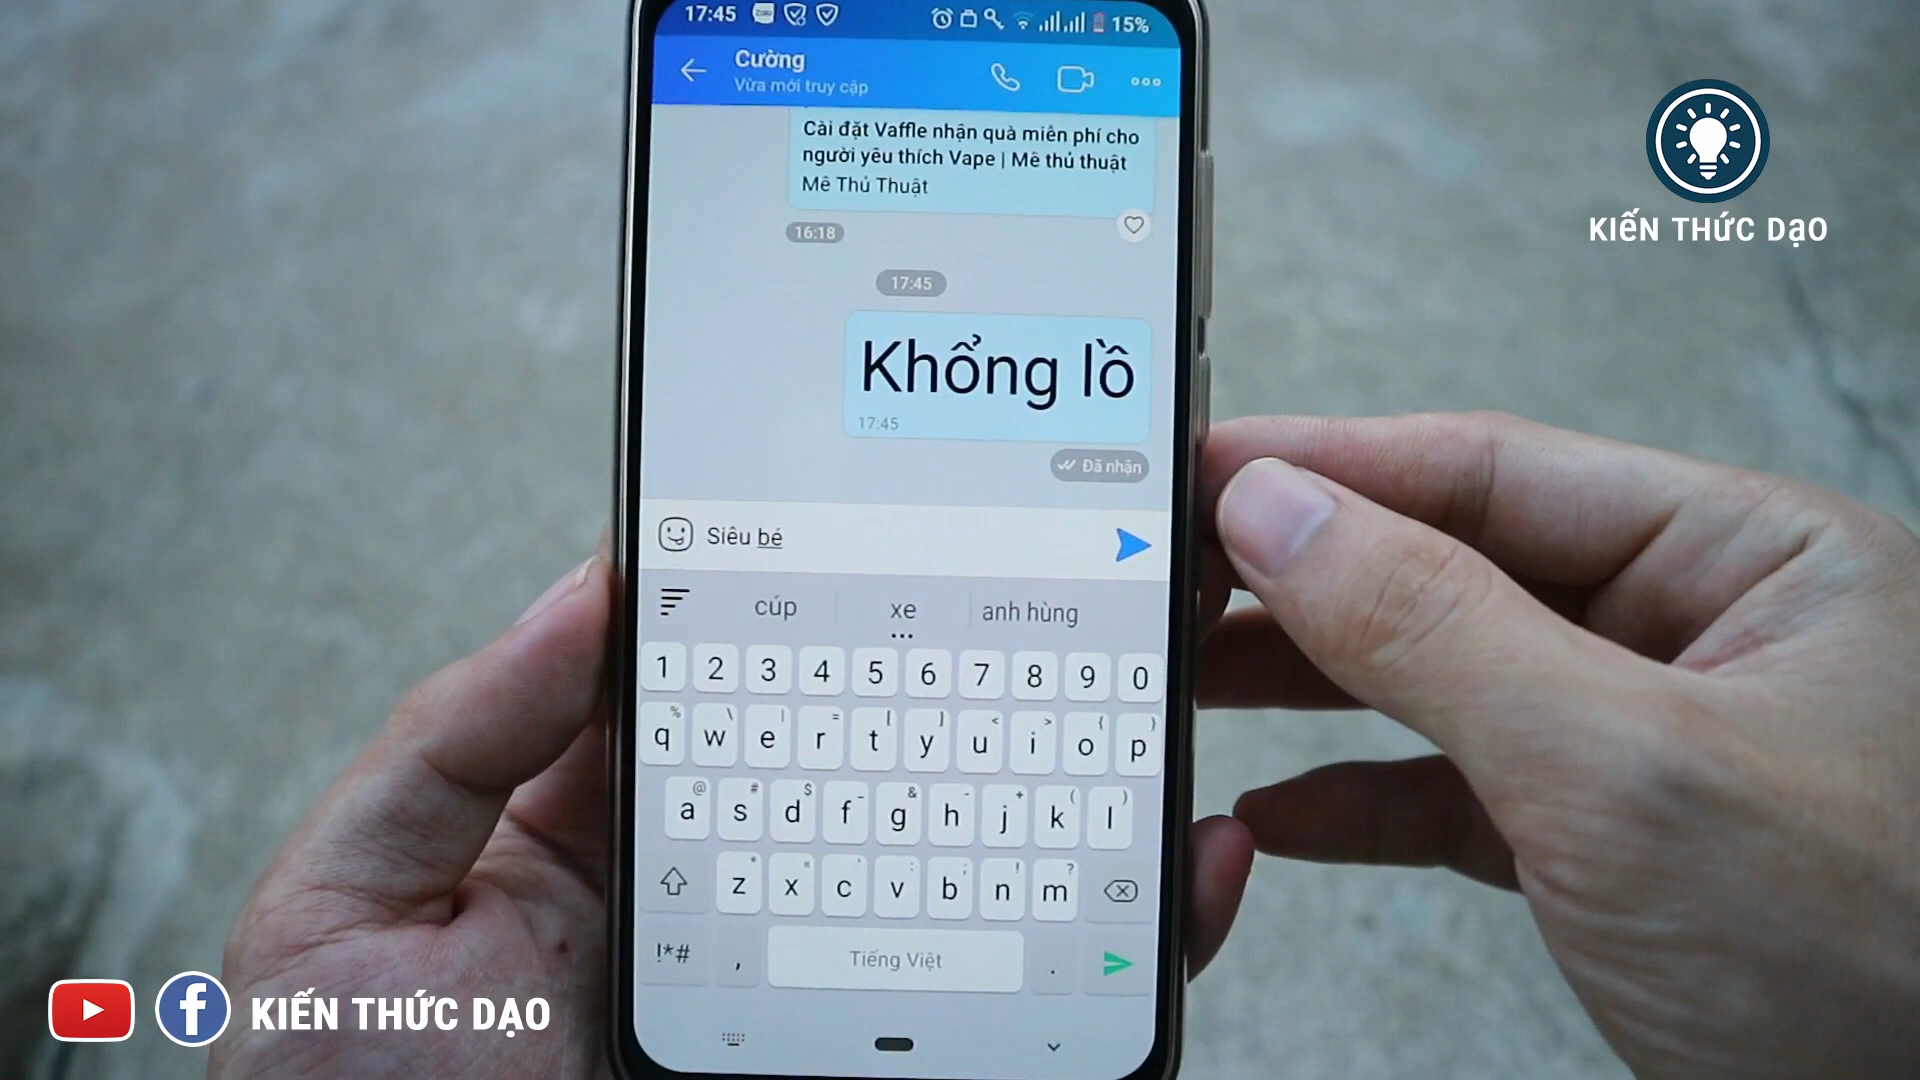 17:45
15%
Cường
Vừa mới truy cập
Cài đặt Vaffle nhận quà miễn phí cho
người yêu thích Vape | Mê thủ thuật
Mê Thủ Thuật
16:18
17:45
Khổng lồ
17:45
Đã nhận
Siêu bé
cúp xe anh hùng
1 2 3 4 5 6 7 8 9 0
% \ | = [ ] < > { }
q w e r t y u i o p
@ # $ _ & - + ( )
a s d f g h j k l
* " ' : ; ! ?
z x c v b n m
!*# , Tiếng Việt .
KIẾN THỨC DẠO
KIẾN THỨC DẠO